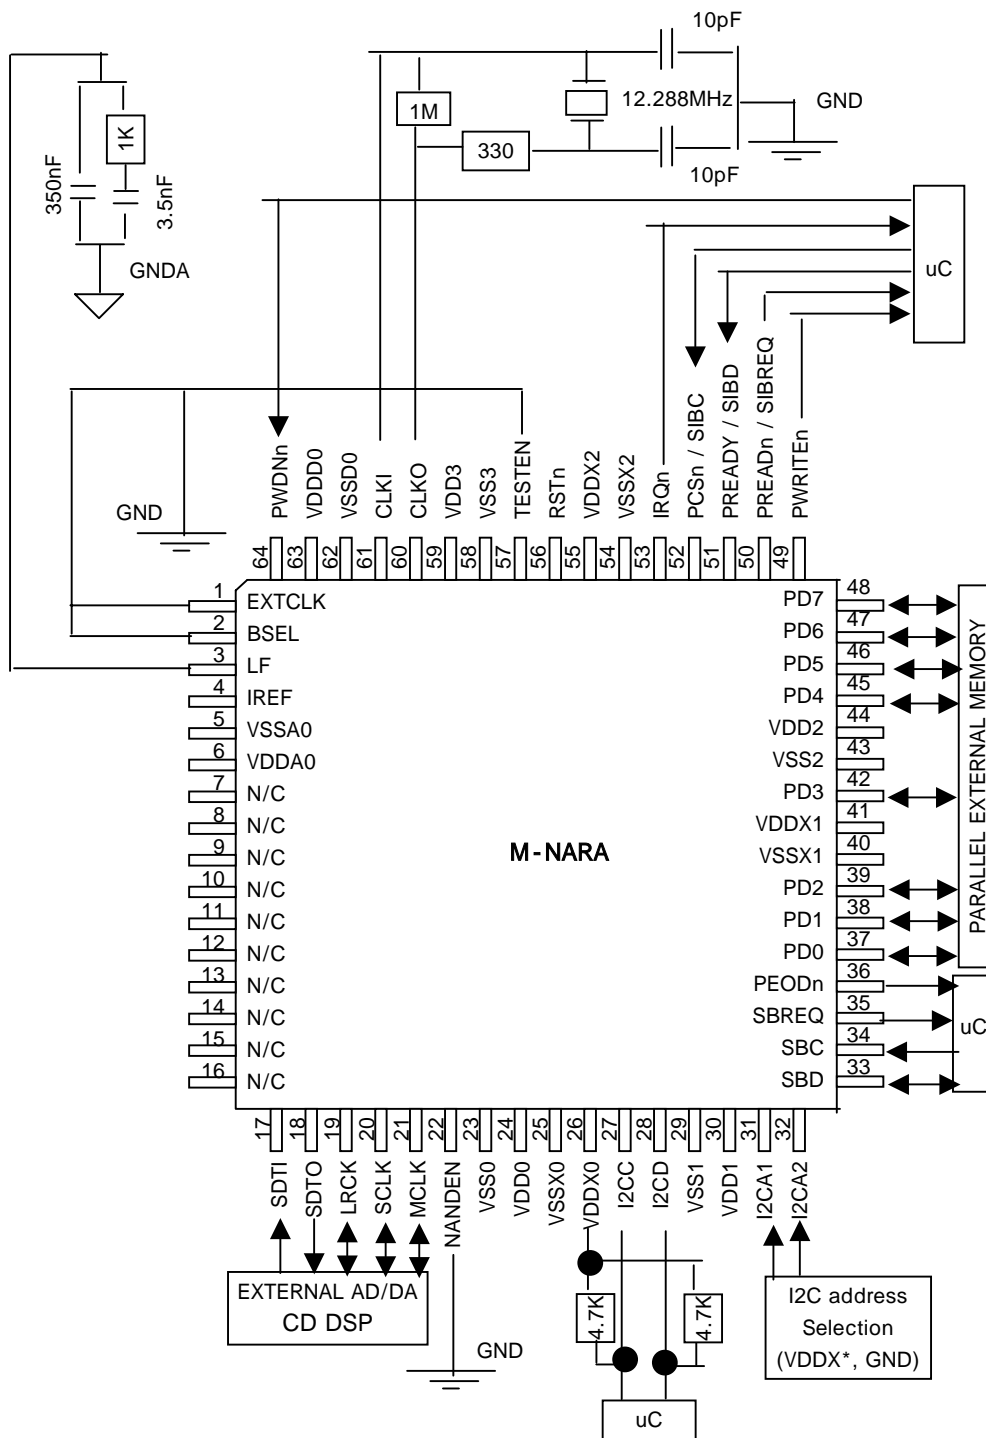 10pF
12.288MHz
GND
1M
330
10pF
1K
350nF
3.5nF
GNDA
uC
GND
PWDNn
VDDD0
VSSD0
CLKI
CLKO
VDD3
VSS3
TESTEN
RSTn
VDDX2
VSSX2
IRQn
PCSn / SIBC
PREADY / SIBD
PREADn / SIBREQ
PWRITEn
64
63
62
61
60
59
58
57
56
55
54
53
52
51
50
49
1 EXTCLK
2 BSEL
3 LF
4 IREF
5 VSSA0
6 VDDA0
7 N/C
8 N/C
9 N/C
10 N/C
11 N/C
12 N/C
13 N/C
14 N/C
15 N/C
16 N/C
M-NARA
PD7 48
PD6 47
PD5 46
PD4 45
VDD2 44
VSS2 43
PD3 42
VDDX1 41
VSSX1 40
PD2 39
PD1 38
PD0 37
PEODn 36
SBREQ 35
SBC 34
SBD 33
PARALLEL EXTERNAL MEMORY
uC
17
18
19
20
21
22
23
24
25
26
27
28
29
30
31
32
SDTI
SDTO
LRCK
SCLK
MCLK
NANDEN
VSS0
VDD0
VSSX0
VDDX0
I2CC
I2CD
VSS1
VDD1
I2CA1
I2CA2
EXTERNAL AD/DA
CD DSP
GND
4.7K
4.7K
uC
I2C address
Selection
(VDDX*, GND)